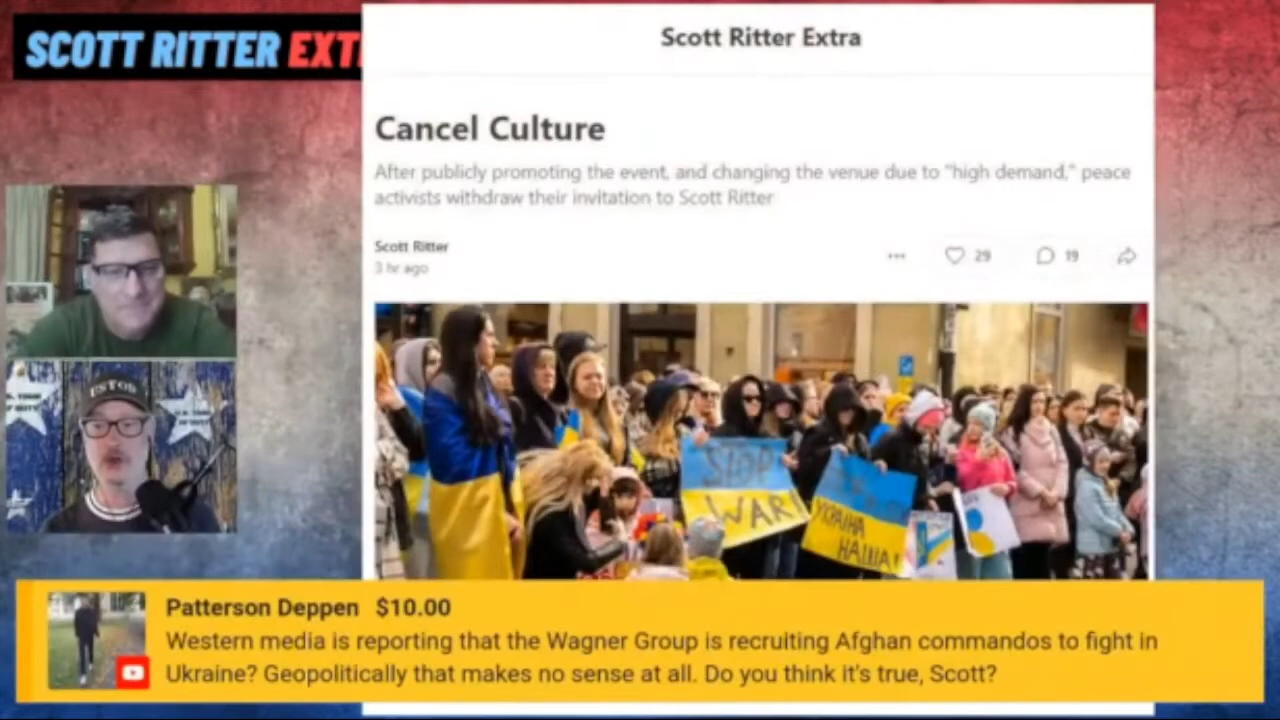 SCOTT RITTER EXT
Scott Ritter Extra
Cancel Culture
After publicly promoting the event, and changing the venue due to "high demand," peace
activists withdraw their invitation to Scott Ritter
Scott Ritter
3 hr ago
29
19
STOP
WAR!
УКРАЇНА
НАША!
Patterson Deppen $10.00
Western media is reporting that the Wagner Group is recruiting Afghan commandos to fight in
Ukraine? Geopolitically that makes no sense at all. Do you think it's true, Scott?